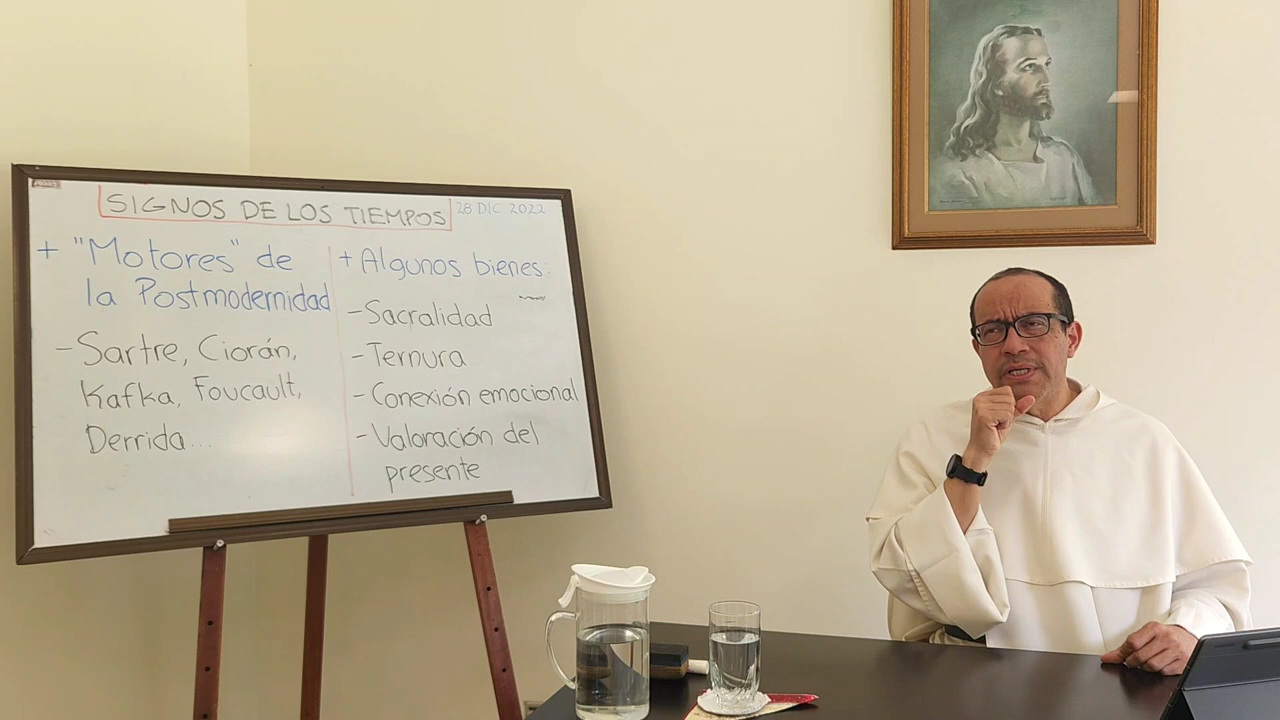 SIGNOS DE LOS TIEMPOS 28 DIC. 2022
+ "Motores" de
la Postmodernidad
- Sartre, Ciorán,
Kafka, Foucault,
Derrida...
+ Algunos bienes:
- Sacralidad
- Ternura
- Conexión emocional
- Valoración del
presente